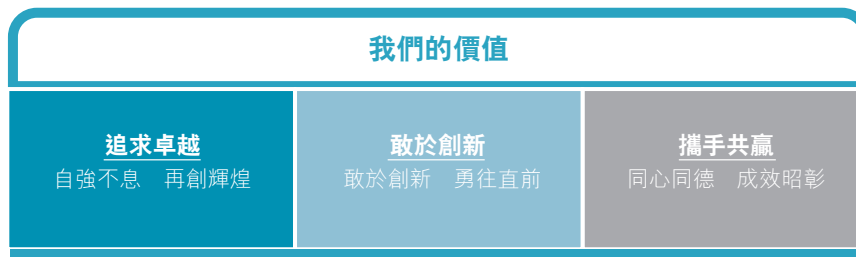 我們的價值
追求卓越
自強不息　再創輝煌
敢於創新
敢於創新　勇往直前
攜手共贏
同心同德　成效昭彰